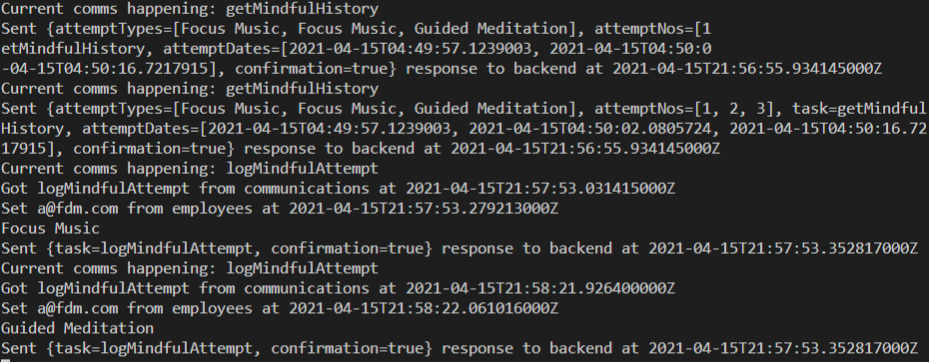 Current comms happening: getMindfulHistory
Sent {attemptTypes=[Focus Music, Focus Music, Guided Meditation], attemptNos=[1
etMindfulHistory, attemptDates=[2021-04-15T04:49:57.1239003, 2021-04-15T04:50:0
-04-15T04:50:16.7217915], confirmation=true} response to backend at 2021-04-15T21:56:55.934145000Z
Current comms happening: getMindfulHistory
Sent {attemptTypes=[Focus Music, Focus Music, Guided Meditation], attemptNos=[1, 2, 3], task=getMindful
History, attemptDates=[2021-04-15T04:49:57.1239003, 2021-04-15T04:50:02.0805724, 2021-04-15T04:50:16.72
17915], confirmation=true} response to backend at 2021-04-15T21:56:55.934145000Z
Current comms happening: logMindfulAttempt
Got logMindfulAttempt from communications at 2021-04-15T21:57:53.031415000Z
Set a@fdm.com from employees at 2021-04-15T21:57:53.279213000Z
Focus Music
Sent {task=logMindfulAttempt, confirmation=true} response to backend at 2021-04-15T21:57:53.352817000Z
Current comms happening: logMindfulAttempt
Got logMindfulAttempt from communications at 2021-04-15T21:58:21.926400000Z
Set a@fdm.com from employees at 2021-04-15T21:58:22.061016000Z
Guided Meditation
Sent {task=logMindfulAttempt, confirmation=true} response to backend at 2021-04-15T21:57:53.352817000Z